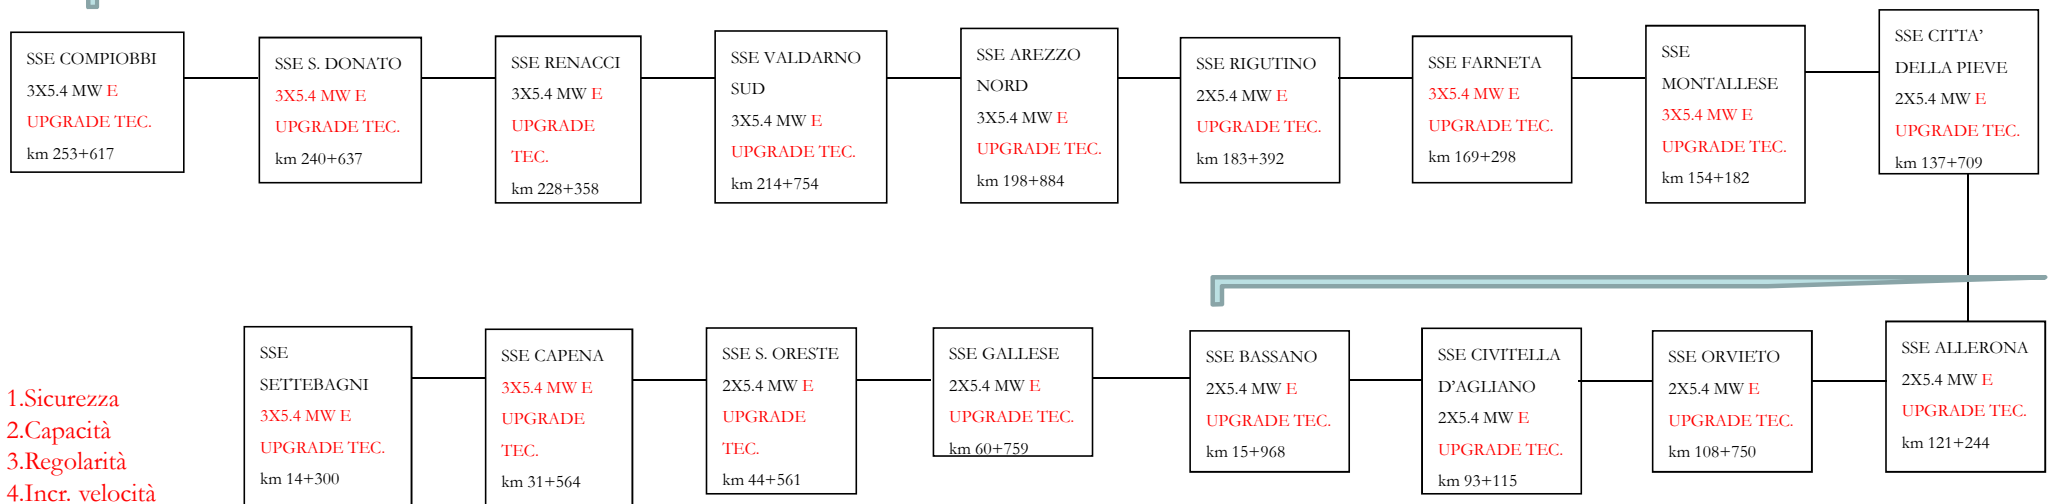 SSE COMPIOBBI
3X5.4 MW E
UPGRADE TEC.
km 253+617
SSE S. DONATO
3X5.4 MW E
UPGRADE TEC.
km 240+637
SSE RENACCI
3X5.4 MW E
UPGRADE
TEC.
km 228+358
SSE VALDARNO
SUD
3X5.4 MW E
UPGRADE TEC.
km 214+754
SSE AREZZO
NORD
3X5.4 MW E
UPGRADE TEC.
km 198+884
SSE RIGUTINO
2X5.4 MW E
UPGRADE TEC.
km 183+392
SSE FARNETA
3X5.4 MW E
UPGRADE TEC.
km 169+298
SSE
MONTALLESE
3X5.4 MW E
UPGRADE TEC.
km 154+182
SSE CITTA'
DELLA PIEVE
2X5.4 MW E
UPGRADE TEC.
km 137+709
SSE
SETTEBAGNI
3X5.4 MW E
UPGRADE TEC.
km 14+300
SSE CAPENA
3X5.4 MW E
UPGRADE
TEC.
km 31+564
SSE S. ORESTE
2X5.4 MW E
UPGRADE
TEC.
km 44+561
SSE GALLESE
2X5.4 MW E
UPGRADE TEC.
km 60+759
SSE BASSANO
2X5.4 MW E
UPGRADE TEC.
km 15+968
SSE CIVITELLA
D'AGLIANO
2X5.4 MW E
UPGRADE TEC.
km 93+115
SSE ORVIETO
2X5.4 MW E
UPGRADE TEC.
km 108+750
SSE ALLERONA
2X5.4 MW E
UPGRADE TEC.
km 121+244
1.Sicurezza
2.Capacità
3.Regolarità
4.Incr. velocità